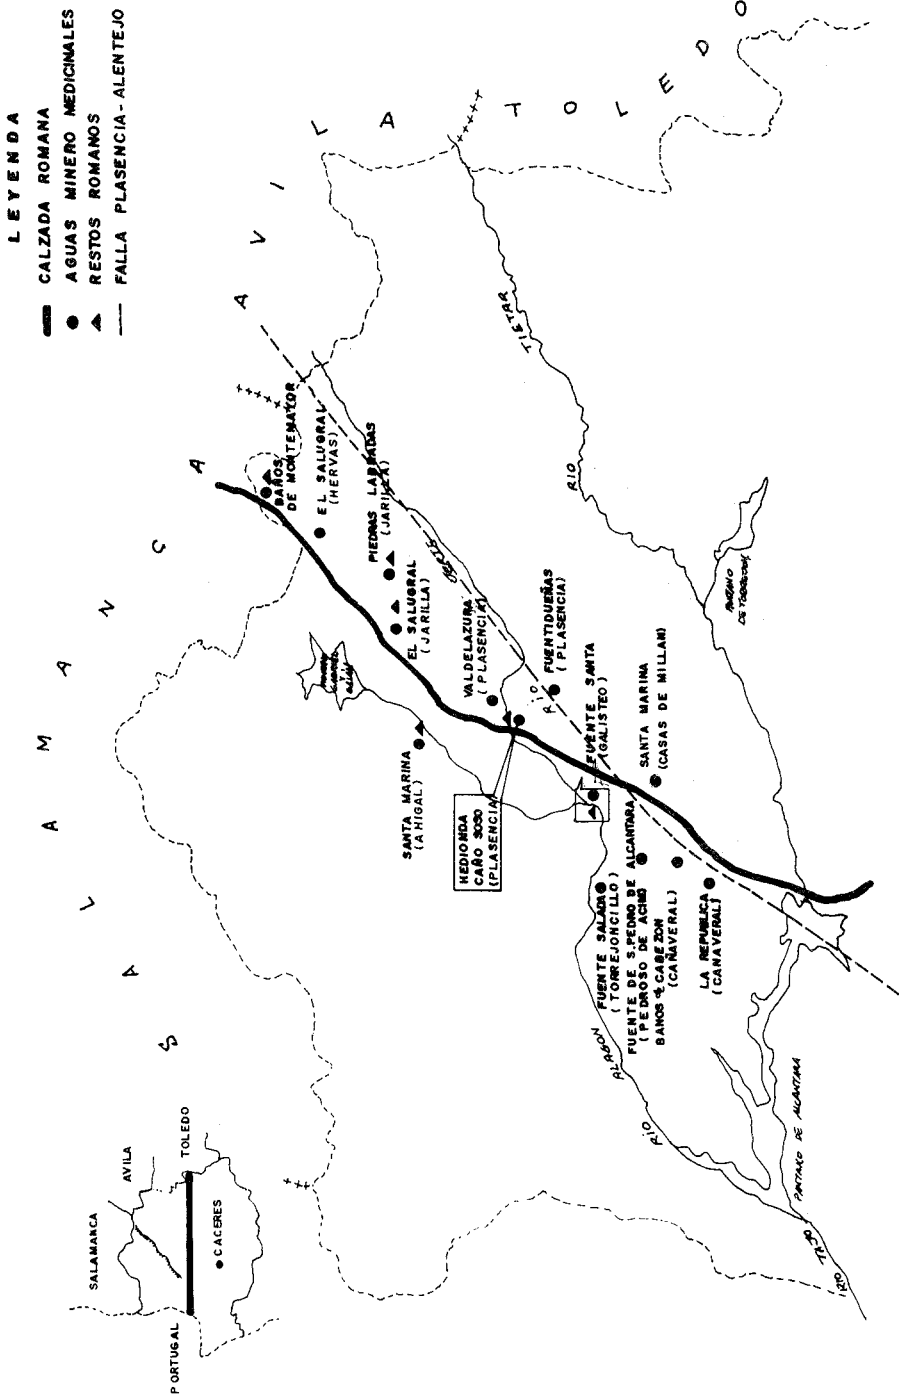 LEYENDA
CALZADA ROMANA
AGUAS MINERO MEDICINALES
RESTOS ROMANOS
FALLA PLASENCIA-ALENTEJO
SALAMANCA
AVILA
TOLEDO
PORTUGAL
CACERES
SALAMANCA
AVILA
TOLEDO
BAÑOS
DE MONTEMAYOR
EL SALUGRAL
(HERVAS)
PIEDRAS LABRADAS
(JARILLA)
EL SALUGRAL
(JARILLA)
SANTA MARINA
(AHIGAL)
VALDELAZURA
(PLASENCIA)
HEDIONDA
CAÑO SOSO
(PLASENCIA)
FUENTIDUEÑAS
(PLASENCIA)
FUENTE SANTA
(GALISTEO)
SANTA MARINA
(CASAS DE MILLAN)
FUENTE SALADA
(TORREJONCILLO)
FUENTE DE S.PEDRO DE ALCANTARA
(PEDROSO DE ACIM)
BAÑOS DE CABEZON
(CAÑAVERAL)
LA REPUBLICA
(CAÑAVERAL)
RIO TIETAR
RIO
RIO ALAGON
RIO TAJO
PANTANO DE ALCANTARA
PANTANO